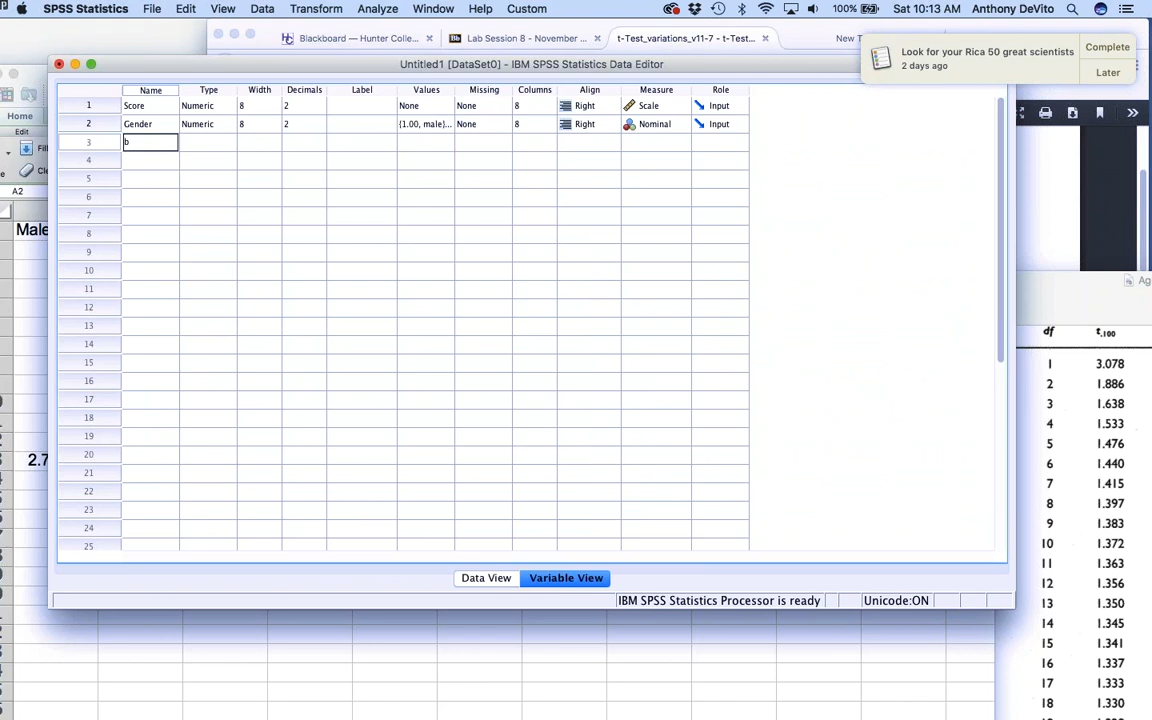 SPSS Statistics File Edit View Data Transform Analyze Window Help Custom 100% Sat 10:13 AM Anthony DeVito
Blackboard — Hunter Colle... × Lab Session 8 - November ... × t-Test_variations_v11-7 - t-Test... × New T
Look for your Rica 50 great scientists
2 days ago
Complete
Later
Untitled1 [DataSet0] - IBM SPSS Statistics Data Editor
Name Type Width Decimals Label Values Missing Columns Align Measure Role
1 Score Numeric 8 2 None None 8 Right Scale Input
2 Gender Numeric 8 2 {1.00, male}... None 8 Right Nominal Input
3 b
4
5
6
7
8
9
10
11
12
13
14
15
16
17
18
19
20
21
22
23
24
25
Data View Variable View
IBM SPSS Statistics Processor is ready Unicode:ON
Home
Edit
Fill
Cle
A2
Male
2.7
Ag
df t.100
1 3.078
2 1.886
3 1.638
4 1.533
5 1.476
6 1.440
7 1.415
8 1.397
9 1.383
10 1.372
11 1.363
12 1.356
13 1.350
14 1.345
15 1.341
16 1.337
17 1.333
18 1.330